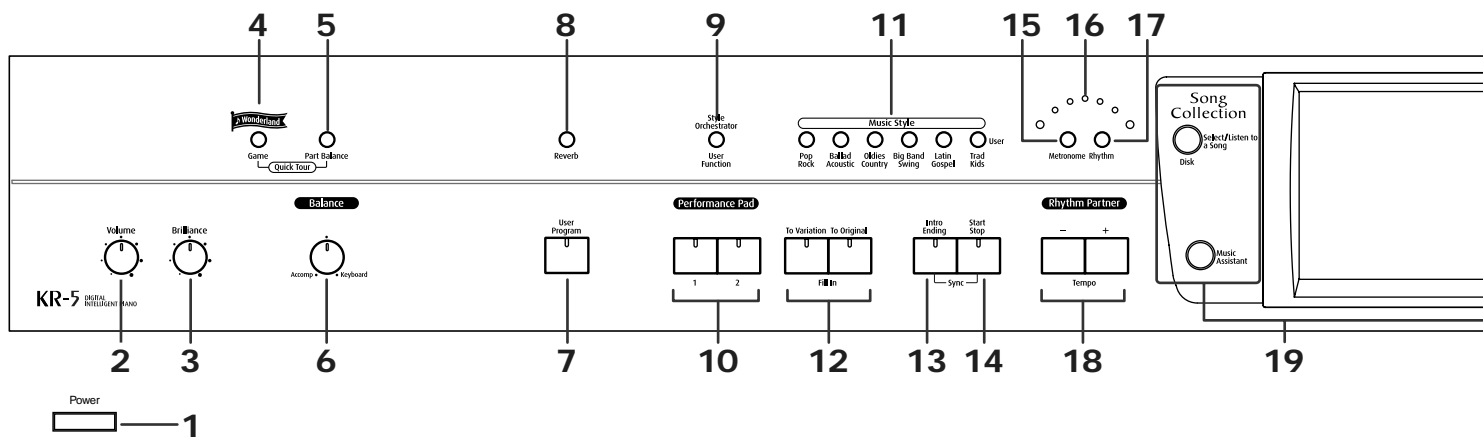 4 5 8 9 11 15 16 17
♪ Wonderland
Game
Part Balance
Quick Tour
Reverb
Style
Orchestrator
User
Function
Music Style
User
Pop
Rock
Ballad
Acoustic
Oldies
Country
Big Band
Swing
Latin
Gospel
Trad
Kids
Metronome
Rhythm
Song
Collection
Select/Listen to
a Song
Disk
Music
Assistant
Volume
Brilliance
Balance
Accomp
Keyboard
User
Program
Performance Pad
1 2
To Variation
To Original
Fill In
Intro
Ending
Start
Stop
Sync
Rhythm Partner
− +
Tempo
KR-5 DIGITAL
INTELLIGENT PIANO
2 3 6 7 10 12 13 14 18 19
Power
1